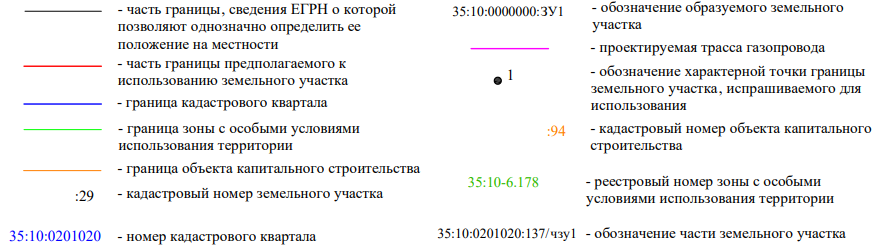 - часть границы, сведения ЕГРН о которой
позволяют однозначно определить ее
положение на местности
- часть границы предполагаемого к
использованию земельного участка
- граница кадастрового квартала
- граница зоны с особыми условиями
использования территории
- граница объекта капитального строительства
:29 - кадастровый номер земельного участка
35:10:0201020 - номер кадастрового квартала
35:10:0000000:ЗУ1 - обозначение образуемого земельного
участка
- проектируемая трасса газопровода
1 - обозначение характерной точки границы
земельного участка, испрашиваемого для
использования
:94 - кадастровый номер объекта капитального
строительства
35:10-6.178 - реестровый номер зоны с особыми
условиями использования территории
35:10:0201020:137/чзу1 - обозначение части земельного участка